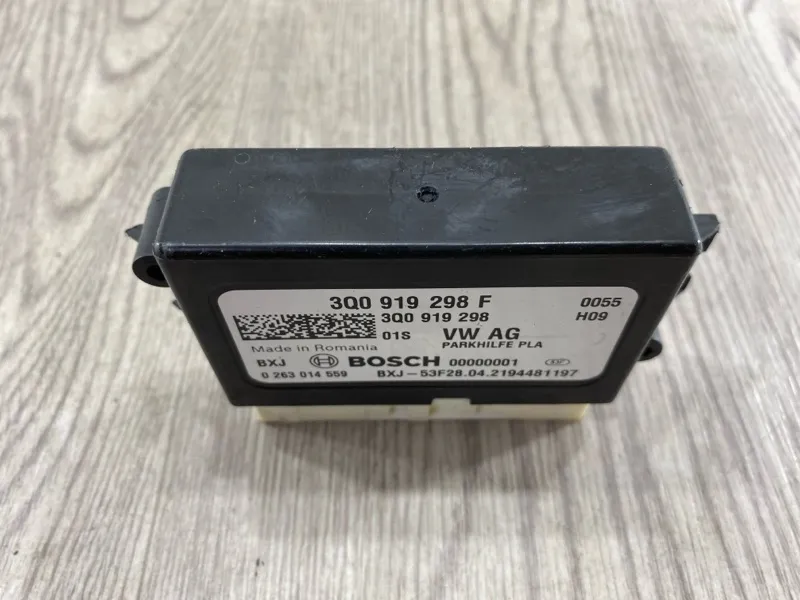 3Q0 919 298 F 0055
3Q0 919 298 H09
01S VW AG
PARKHILFE PLA
Made in Romania
BXJ BOSCH 00000001
0 263 014 559 BXJ-53F28.04.2194481197